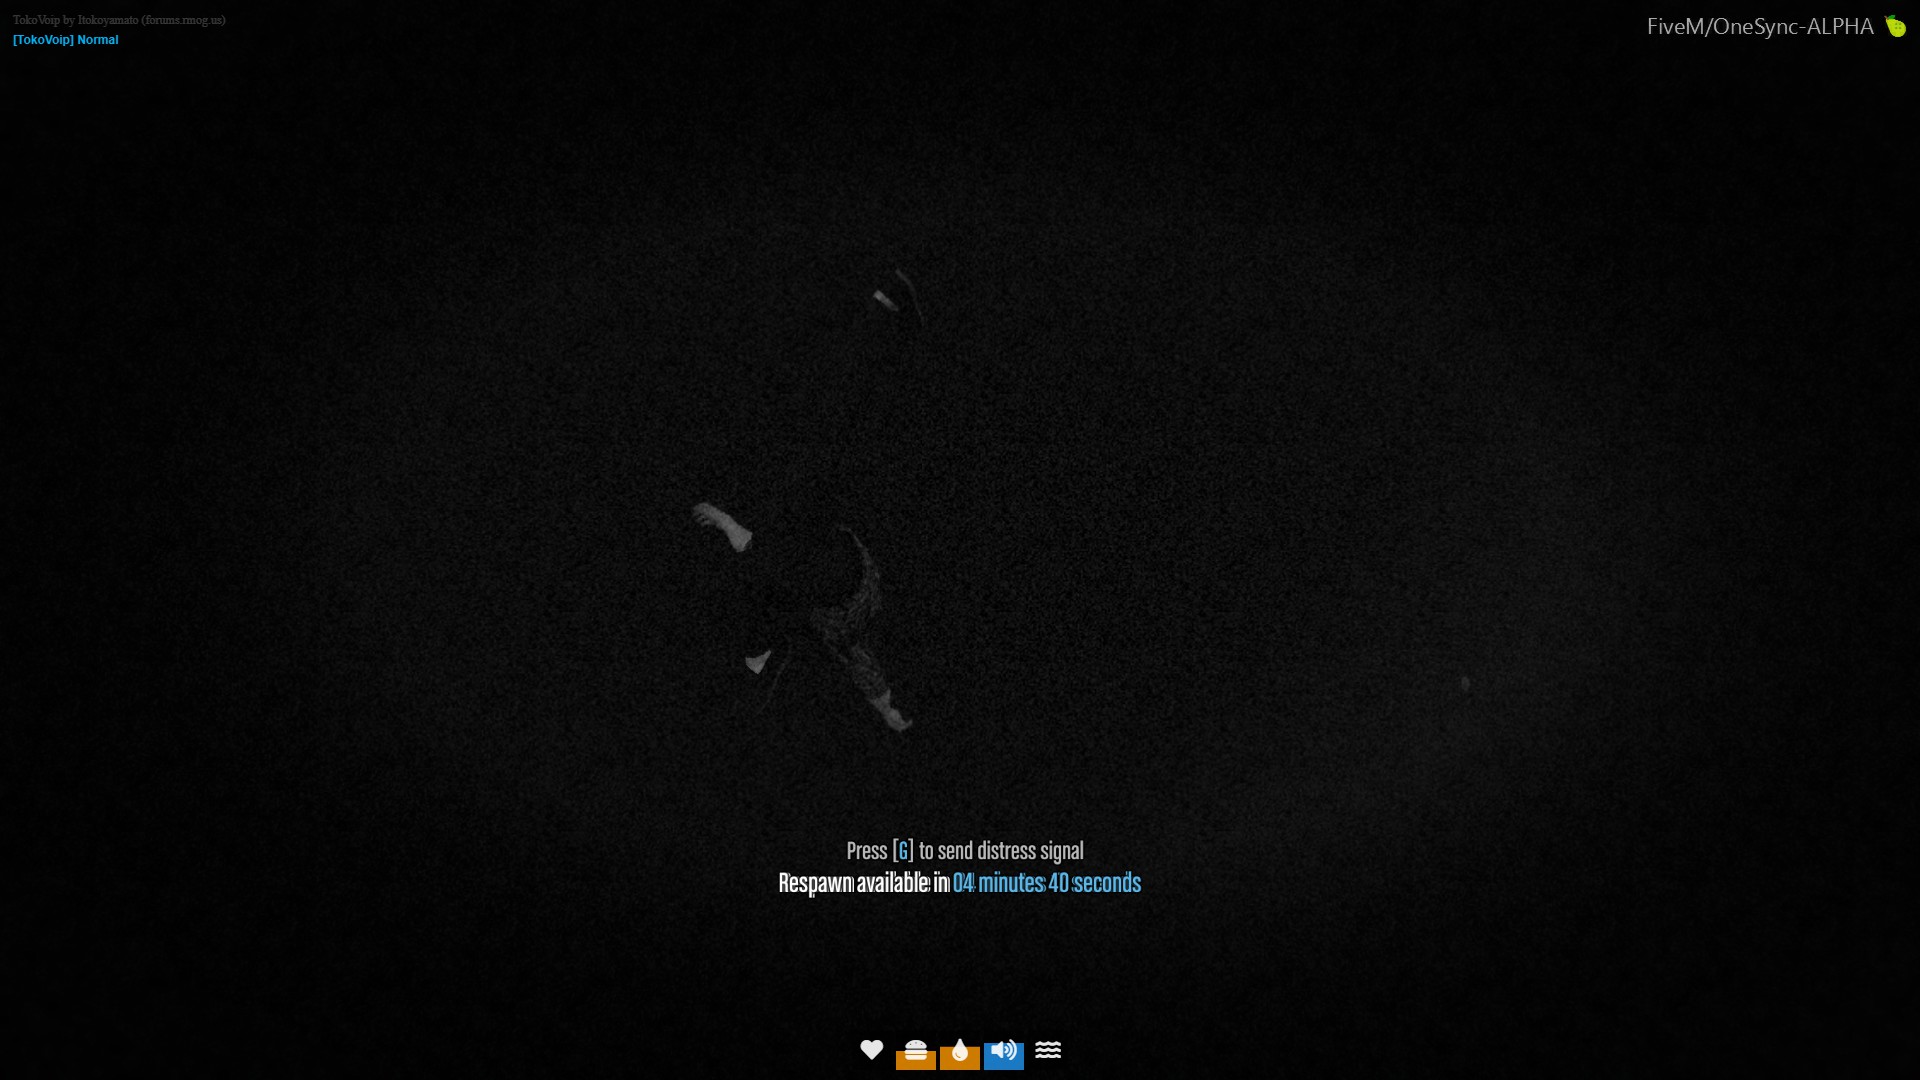 TokoVoip by Itokoyamato (forums.rmog.us)
[TokoVoip] Normal
FiveM/OneSync-ALPHA
Press [G] to send distress signal
Respawn available in 04 minutes 40 seconds